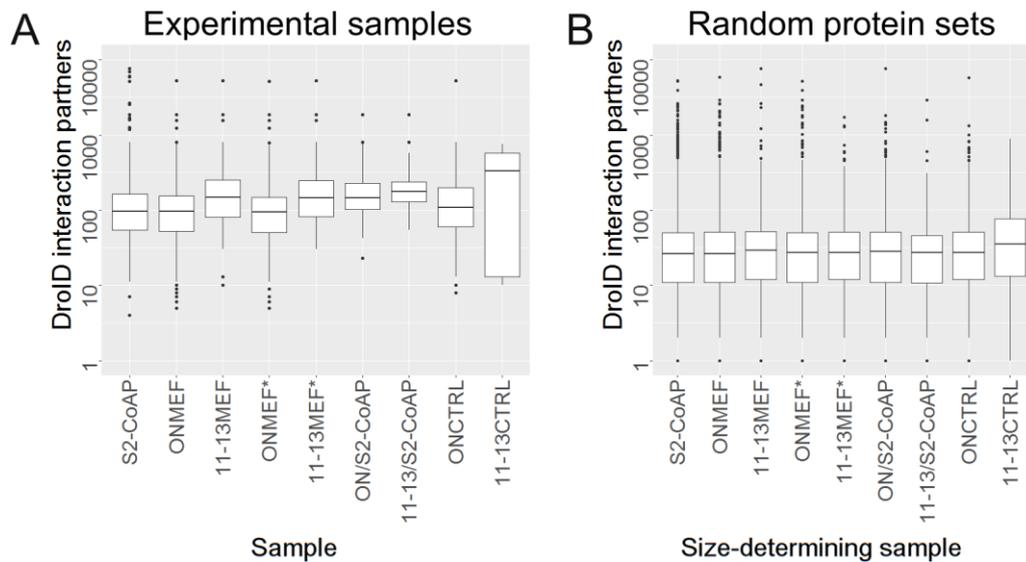 A
Experimental samples
DroID interaction partners
10000
1000
100
10
1
S2-CoAP
ONMEF
11-13MEF
ONMEF*
11-13MEF*
ON/S2-CoAP
11-13/S2-CoAP
ONCTRL
11-13CTRL
Sample
B
Random protein sets
DroID interaction partners
10000
1000
100
10
1
S2-CoAP
ONMEF
11-13MEF
ONMEF*
11-13MEF*
ON/S2-CoAP
11-13/S2-CoAP
ONCTRL
11-13CTRL
Size-determining sample